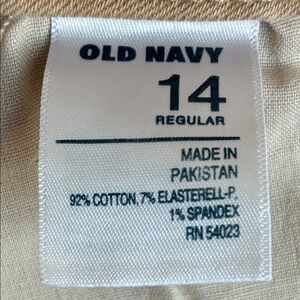 OLD NAVY
14
REGULAR
MADE IN
PAKISTAN
92% COTTON, 7% ELASTERELL-P,
1% SPANDEX
RN 54023